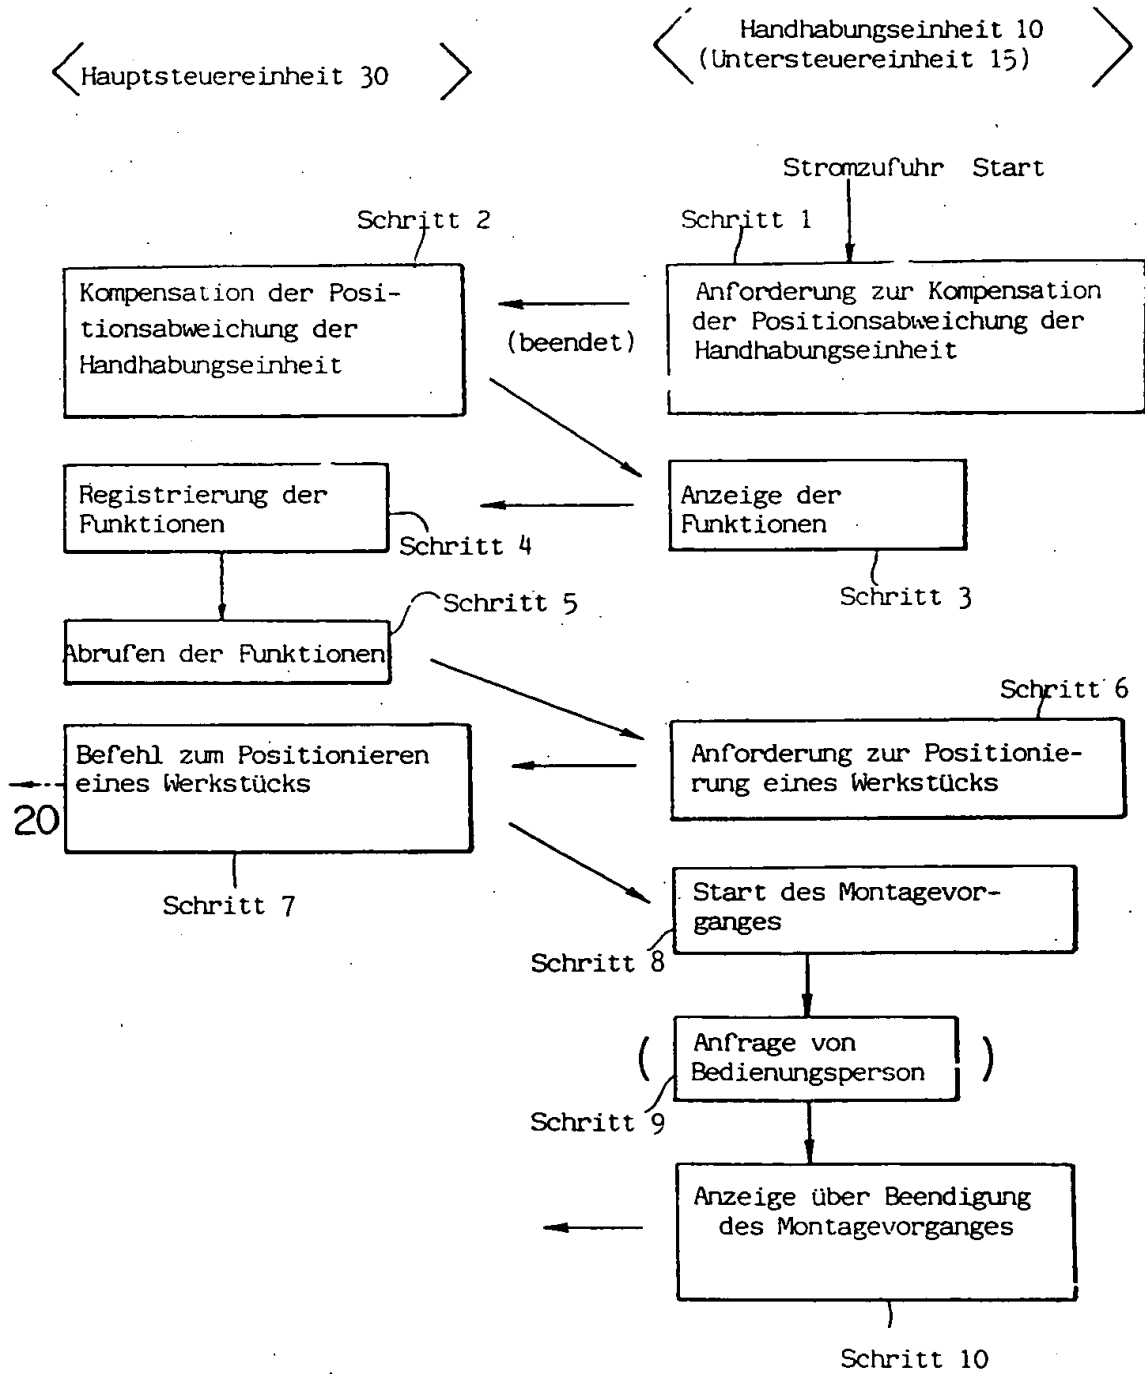 Hauptsteuereinheit 30
Handhabungseinheit 10
(Untersteuereinheit 15)
Stromzufuhr Start
Schritt 2
Schritt 1
Kompensation der Posi-
tionsabweichung der
Handhabungseinheit
(beendet)
Anforderung zur Kompensation
der Positionsabweichung der
Handhabungseinheit
Registrierung der
Funktionen
Schritt 4
Anzeige der
Funktionen
Schritt 3
Schritt 5
Abrufen der Funktionen
Schritt 6
Befehl zum Positionieren
eines Werkstücks
20
Schritt 7
Anforderung zur Positionie-
rung eines Werkstücks
Start des Montagevor-
ganges
Schritt 8
( Anfrage von )
Bedienungsperson
Schritt 9
Anzeige über Beendigung
des Montagevorganges
Schritt 10